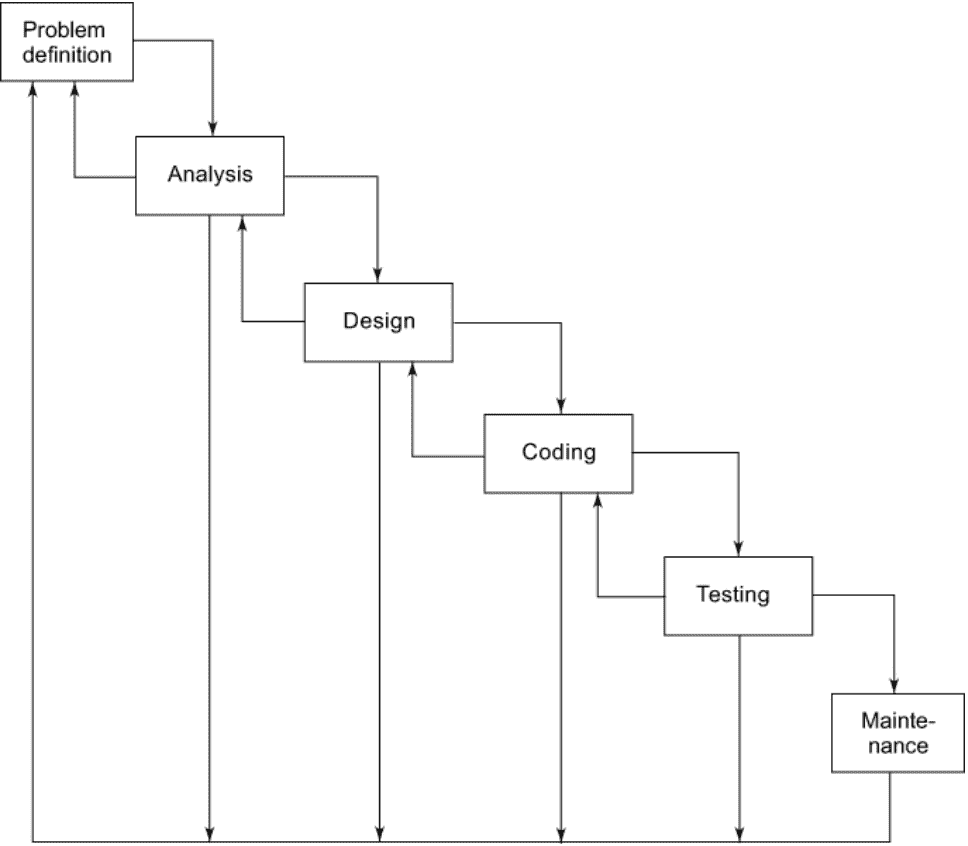 Problem
definition
Analysis
Design
Coding
Testing
Mainte-
nance